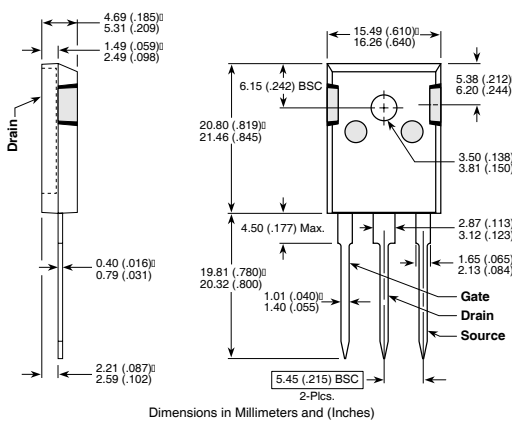 4.69 (.185)
5.31 (.209)
1.49 (.059)
2.49 (.098)
15.49 (.610)
16.26 (.640)
6.15 (.242) BSC
5.38 (.212)
6.20 (.244)
Drain
20.80 (.819)
21.46 (.845)
3.50 (.138)
3.81 (.150)
4.50 (.177) Max.
2.87 (.113)
3.12 (.123)
0.40 (.016)
0.79 (.031)
19.81 (.780)
20.32 (.800)
1.65 (.065)
2.13 (.084)
1.01 (.040)
1.40 (.055)
Gate
Drain
Source
2.21 (.087)
2.59 (.102)
5.45 (.215) BSC
2-Plcs.
Dimensions in Millimeters and (Inches)